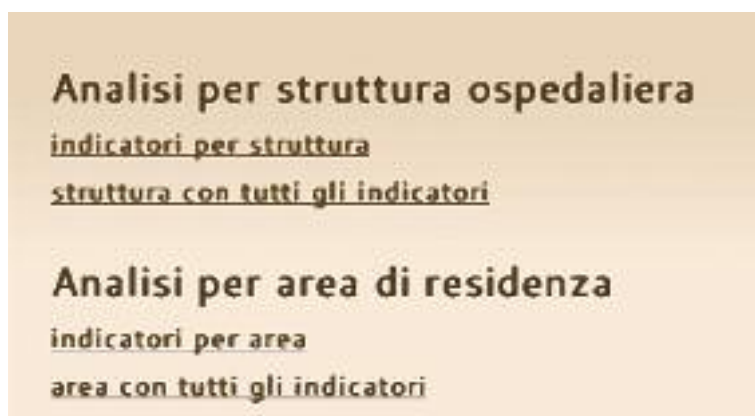 Analisi per struttura ospedaliera
indicatori per struttura
struttura con tutti gli indicatori
Analisi per area di residenza
indicatori per area
area con tutti gli indicatori